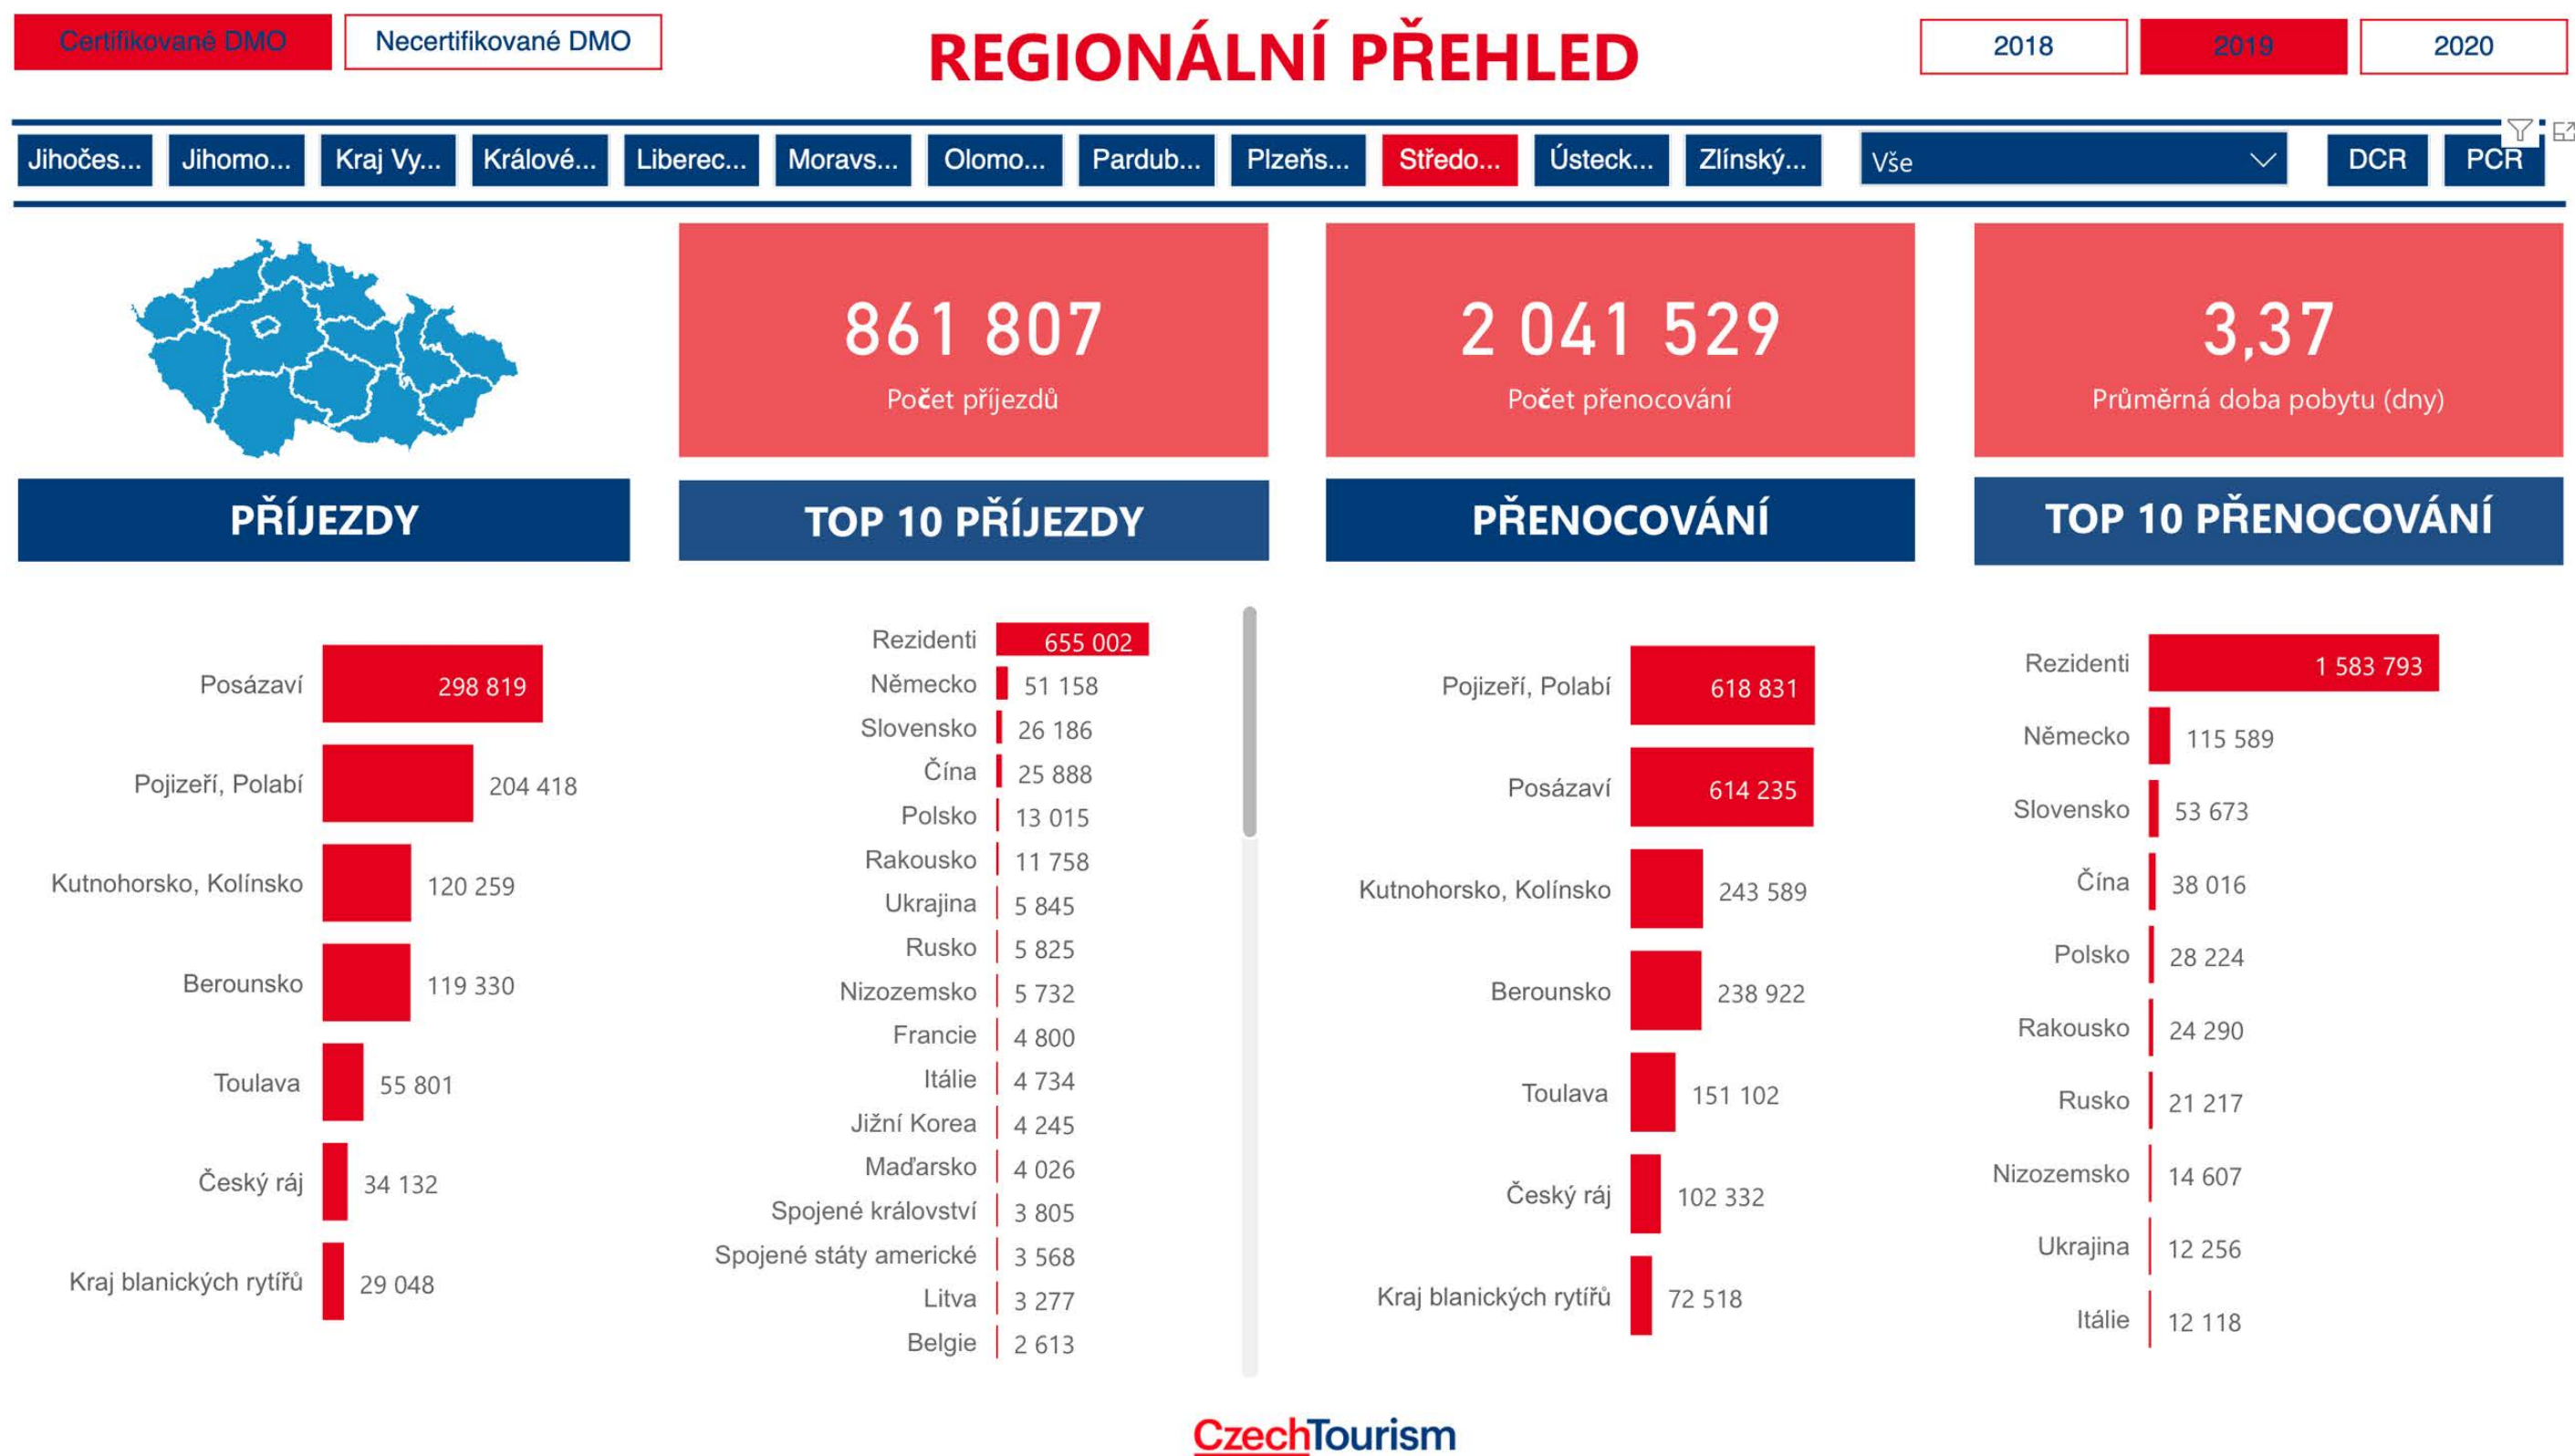 Certifikované DMO
Necertifikované DMO
REGIONÁLNÍ PŘEHLED
2018
2019
2020
Jihočes...
Jihomo...
Kraj Vy...
Králové...
Liberec...
Moravs...
Olomo...
Pardub...
Plzeňs...
Středo...
Ústeck...
Zlínský...
Vše
DCR
PCR
861 807
Počet příjezdů
2 041 529
Počet přenocování
3,37
Průměrná doba pobytu (dny)
PŘÍJEZDY
Posázaví 298 819
Pojizeří, Polabí 204 418
Kutnohorsko, Kolínsko 120 259
Berounsko 119 330
Toulava 55 801
Český ráj 34 132
Kraj blanických rytířů 29 048
TOP 10 PŘÍJEZDY
Rezidenti 655 002
Německo 51 158
Slovensko 26 186
Čína 25 888
Polsko 13 015
Rakousko 11 758
Ukrajina 5 845
Rusko 5 825
Nizozemsko 5 732
Francie 4 800
Itálie 4 734
Jižní Korea 4 245
Maďarsko 4 026
Spojené království 3 805
Spojené státy americké 3 568
Litva 3 277
Belgie 2 613
PŘENOCOVÁNÍ
Pojizeří, Polabí 618 831
Posázaví 614 235
Kutnohorsko, Kolínsko 243 589
Berounsko 238 922
Toulava 151 102
Český ráj 102 332
Kraj blanických rytířů 72 518
TOP 10 PŘENOCOVÁNÍ
Rezidenti 1 583 793
Německo 115 589
Slovensko 53 673
Čína 38 016
Polsko 28 224
Rakousko 24 290
Rusko 21 217
Nizozemsko 14 607
Ukrajina 12 256
Itálie 12 118
CzechTourism